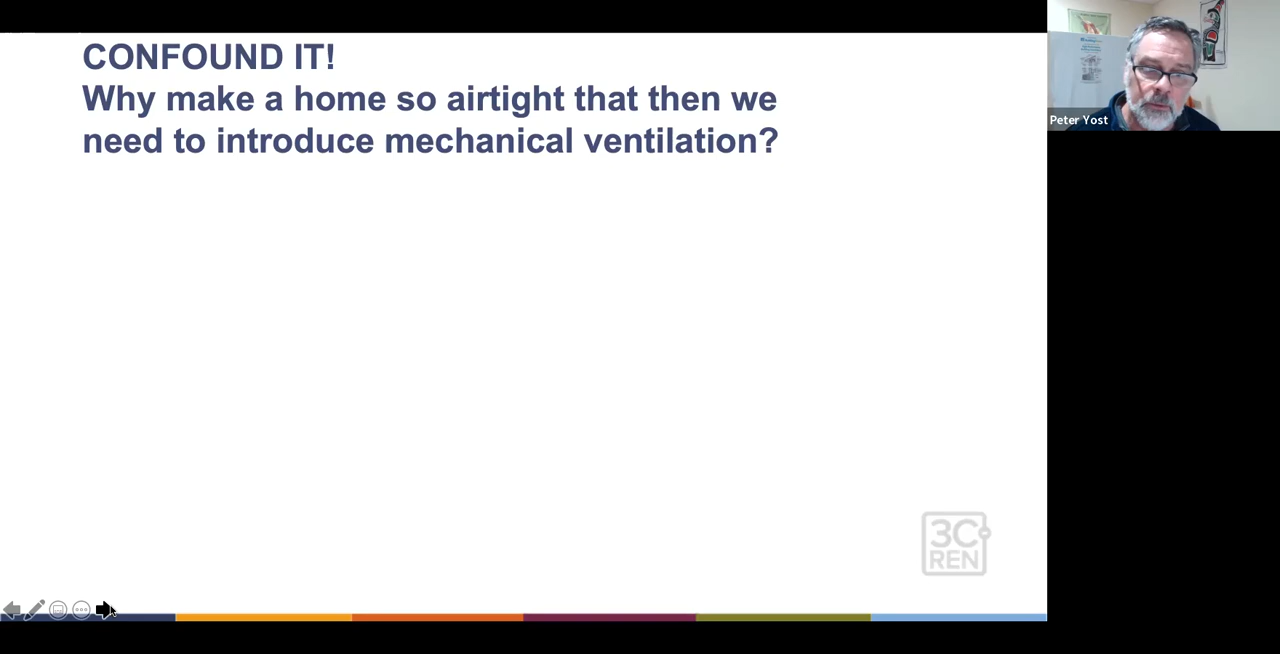 CONFOUND IT!
Why make a home so airtight that then we
need to introduce mechanical ventilation?
Peter Yost
3C
REN